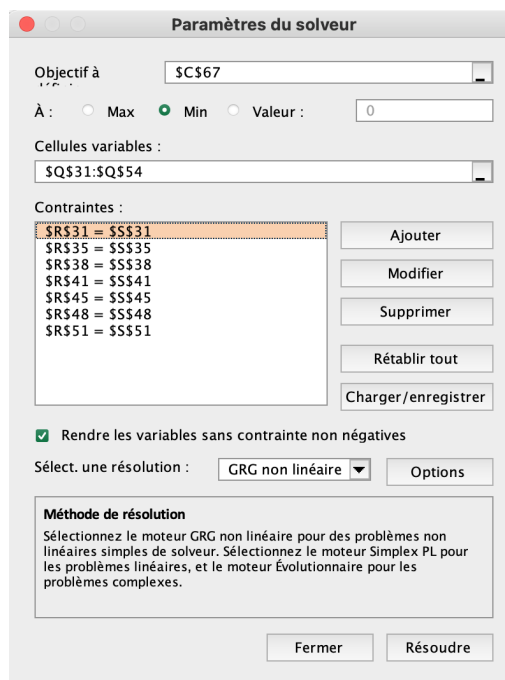 Paramètres du solveur
Objectif à
$C$67
À : Max Min Valeur : 0
Cellules variables :
$Q$31:$Q$54
Contraintes :
$R$31 = $S$31
$R$35 = $S$35
$R$38 = $S$38
$R$41 = $S$41
$R$45 = $S$45
$R$48 = $S$48
$R$51 = $S$51
Ajouter
Modifier
Supprimer
Rétablir tout
Charger/enregistrer
Rendre les variables sans contrainte non négatives
Sélect. une résolution : GRG non linéaire Options
Méthode de résolution
Sélectionnez le moteur GRG non linéaire pour des problèmes non
linéaires simples de solveur. Sélectionnez le moteur Simplex PL pour
les problèmes linéaires, et le moteur Évolutionnaire pour les
problèmes complexes.
Fermer Résoudre